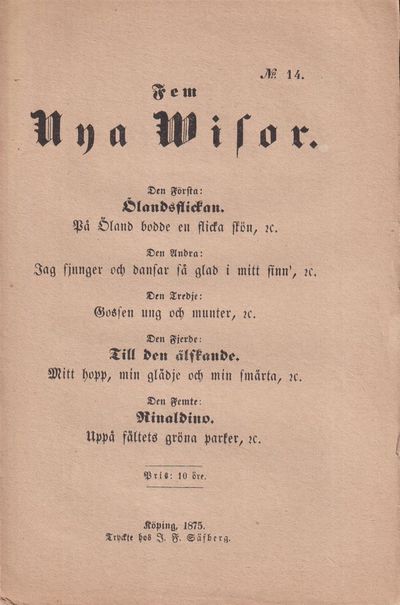 № 14.
Fem
Nya Wiſor.
Den Förſta:
Ölandsflickan.
På Öland bodde en flicka ſkön, ꝛc.
Den Andra:
Jag ſjunger och danſar ſå glad i mitt ſinn', ꝛc.
Den Tredje:
Gosſen ung och munter, ꝛc.
Den Fjerde:
Till den älſkande.
Mitt hopp, min glädje och min ſmärta, ꝛc.
Den Femte:
Rinaldino.
Uppå fältets gröna parker, ꝛc.
Pris: 10 öre.
Köping, 1875.
Tryckte hos J. F. Säfberg.